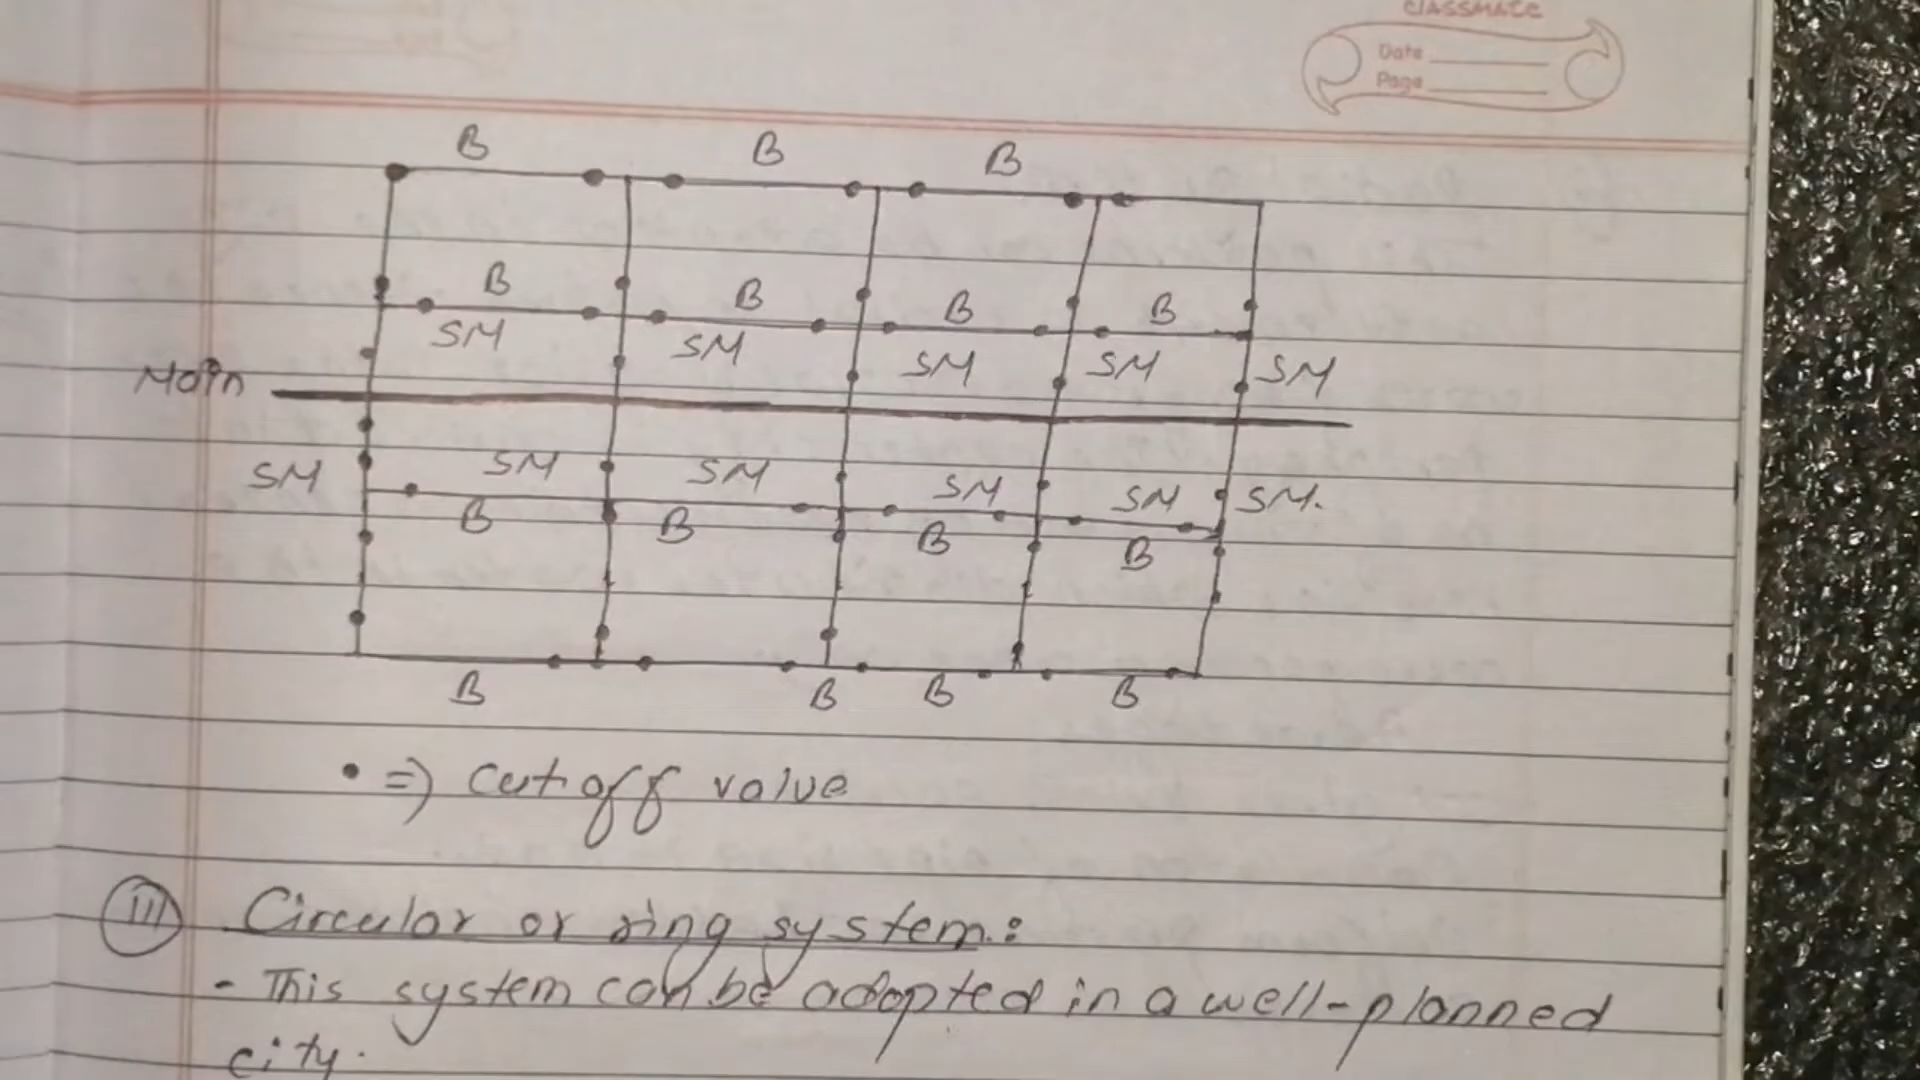 classmate
Date
Page
B B B
B B B B
SM SM SM SM SM
Main
SM SM SM SM SM SM.
B B B B
B B B B
• => cut off valve
(iii) Circular or ring system:
- This system can be adopted in a well-planned
city.